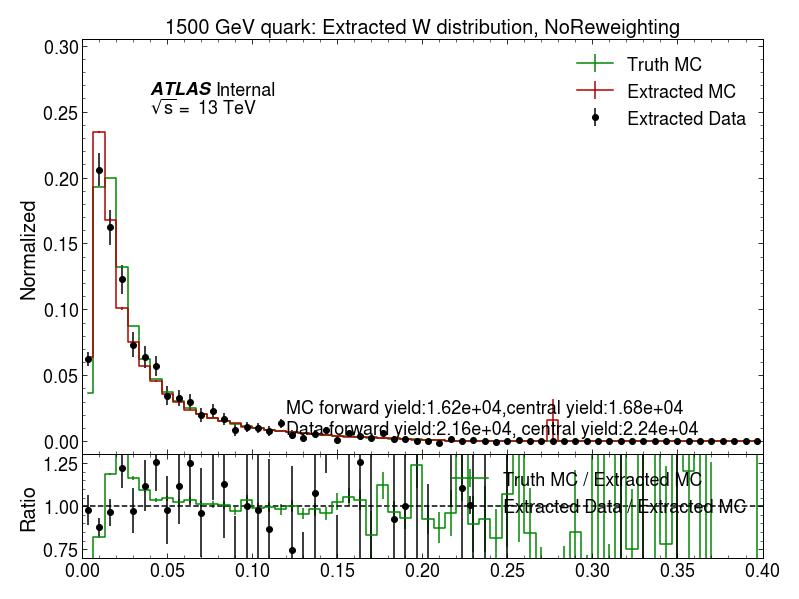 1500 GeV quark: Extracted W distribution, NoReweighting
0.30
0.25
0.20
0.15
0.10
0.05
0.00
Normalized
ATLAS Internal
√s = 13 TeV
Truth MC
Extracted MC
Extracted Data
MC forward yield:1.62e+04,central yield:1.68e+04
Data forward yield:2.16e+04, central yield:2.24e+04
1.25
1.00
0.75
Ratio
Truth MC / Extracted MC
Extracted Data / Extracted MC
0.00 0.05 0.10 0.15 0.20 0.25 0.30 0.35 0.40